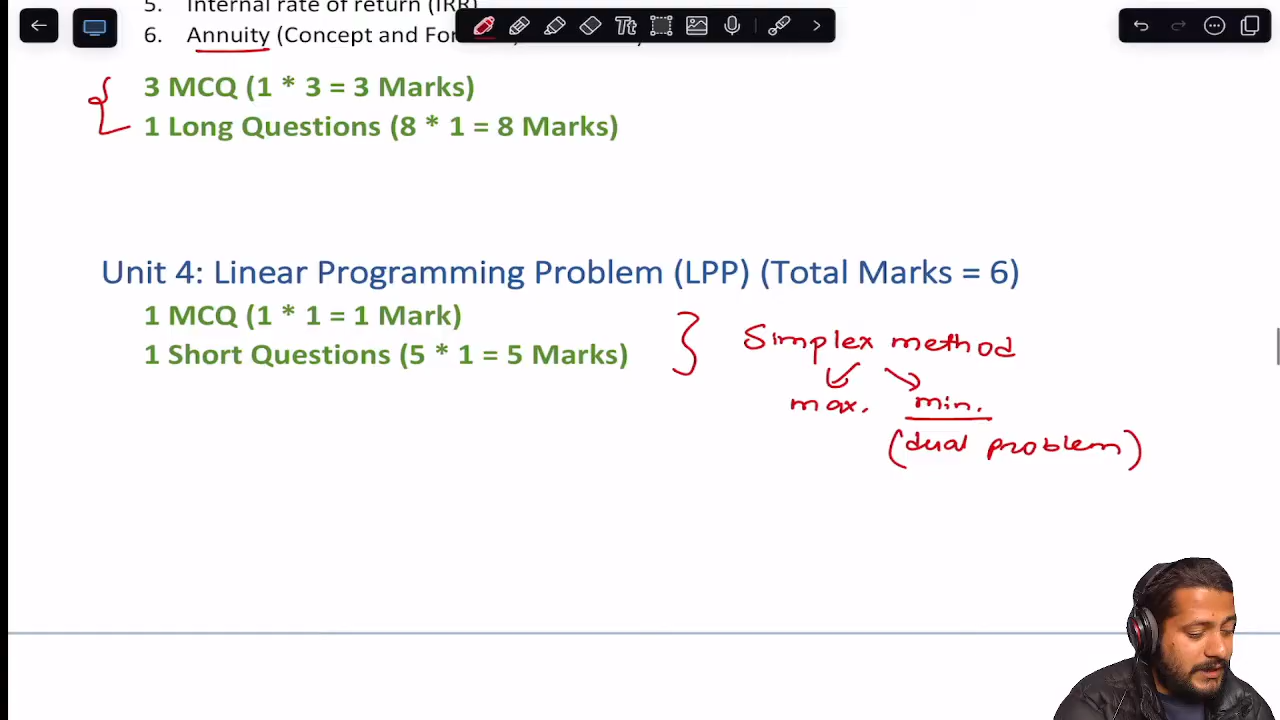 5. Internal rate of return (IRR)
6. Annuity (Concept and
3 MCQ (1 * 3 = 3 Marks)
1 Long Questions (8 * 1 = 8 Marks)
Unit 4: Linear Programming Problem (LPP) (Total Marks = 6)
1 MCQ (1 * 1 = 1 Mark)
1 Short Questions (5 * 1 = 5 Marks)
Simplex method
max. min.
(dual problem)